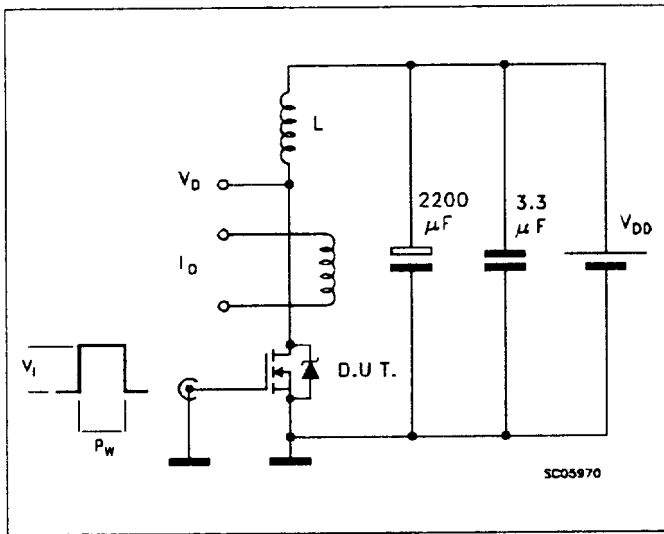 L
V_D
2200
μF
3.3
μF
V_DD
I_D
D.U T.
V_i
P_W
SC05970